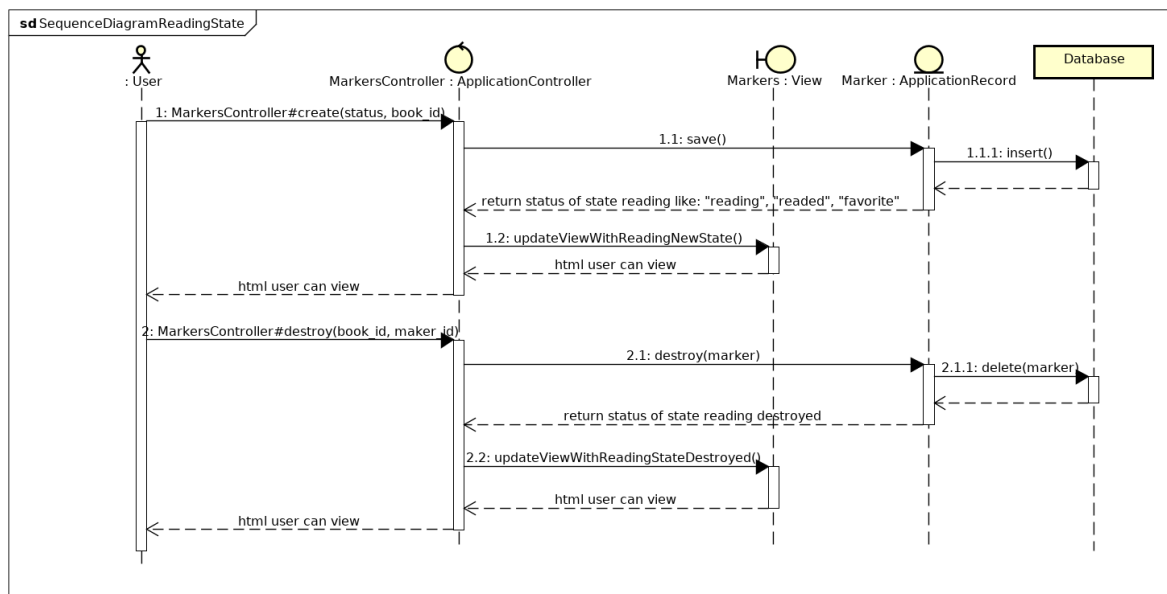 sd SequenceDiagramReadingState
: User
MarkersController : ApplicationController
Markers : View
Marker : ApplicationRecord
Database
1: MarkersController#create(status, book_id)
1.1: save()
1.1.1: insert()
return status of state reading like: "reading", "readed", "favorite"
1.2: updateViewWithReadingNewState()
html user can view
html user can view
2: MarkersController#destroy(book_id, maker_id)
2.1: destroy(marker)
2.1.1: delete(marker)
return status of state reading destroyed
2.2: updateViewWithReadingStateDestroyed()
html user can view
html user can view